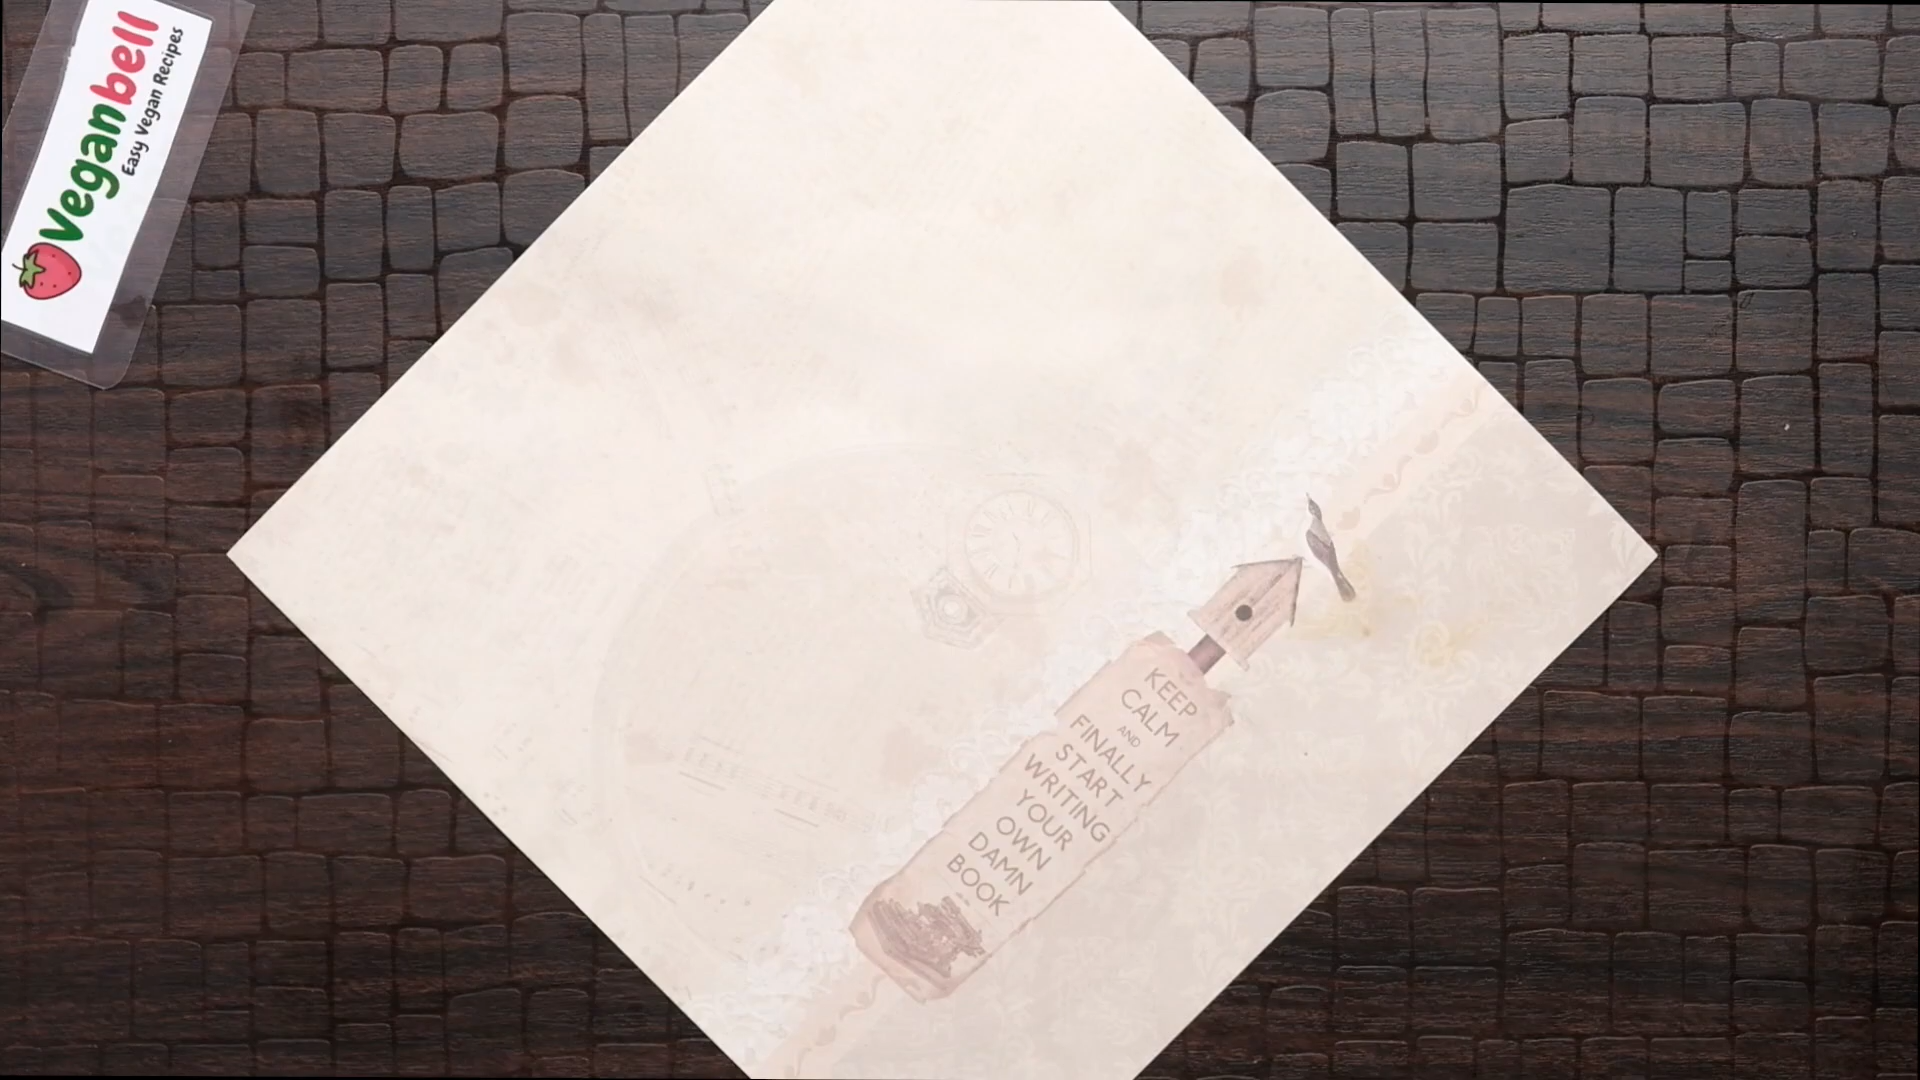 Veganbell
Easy Vegan Recipes
KEEP
CALM
AND
FINALLY
START
WRITING
YOUR
OWN
DAMN
BOOK